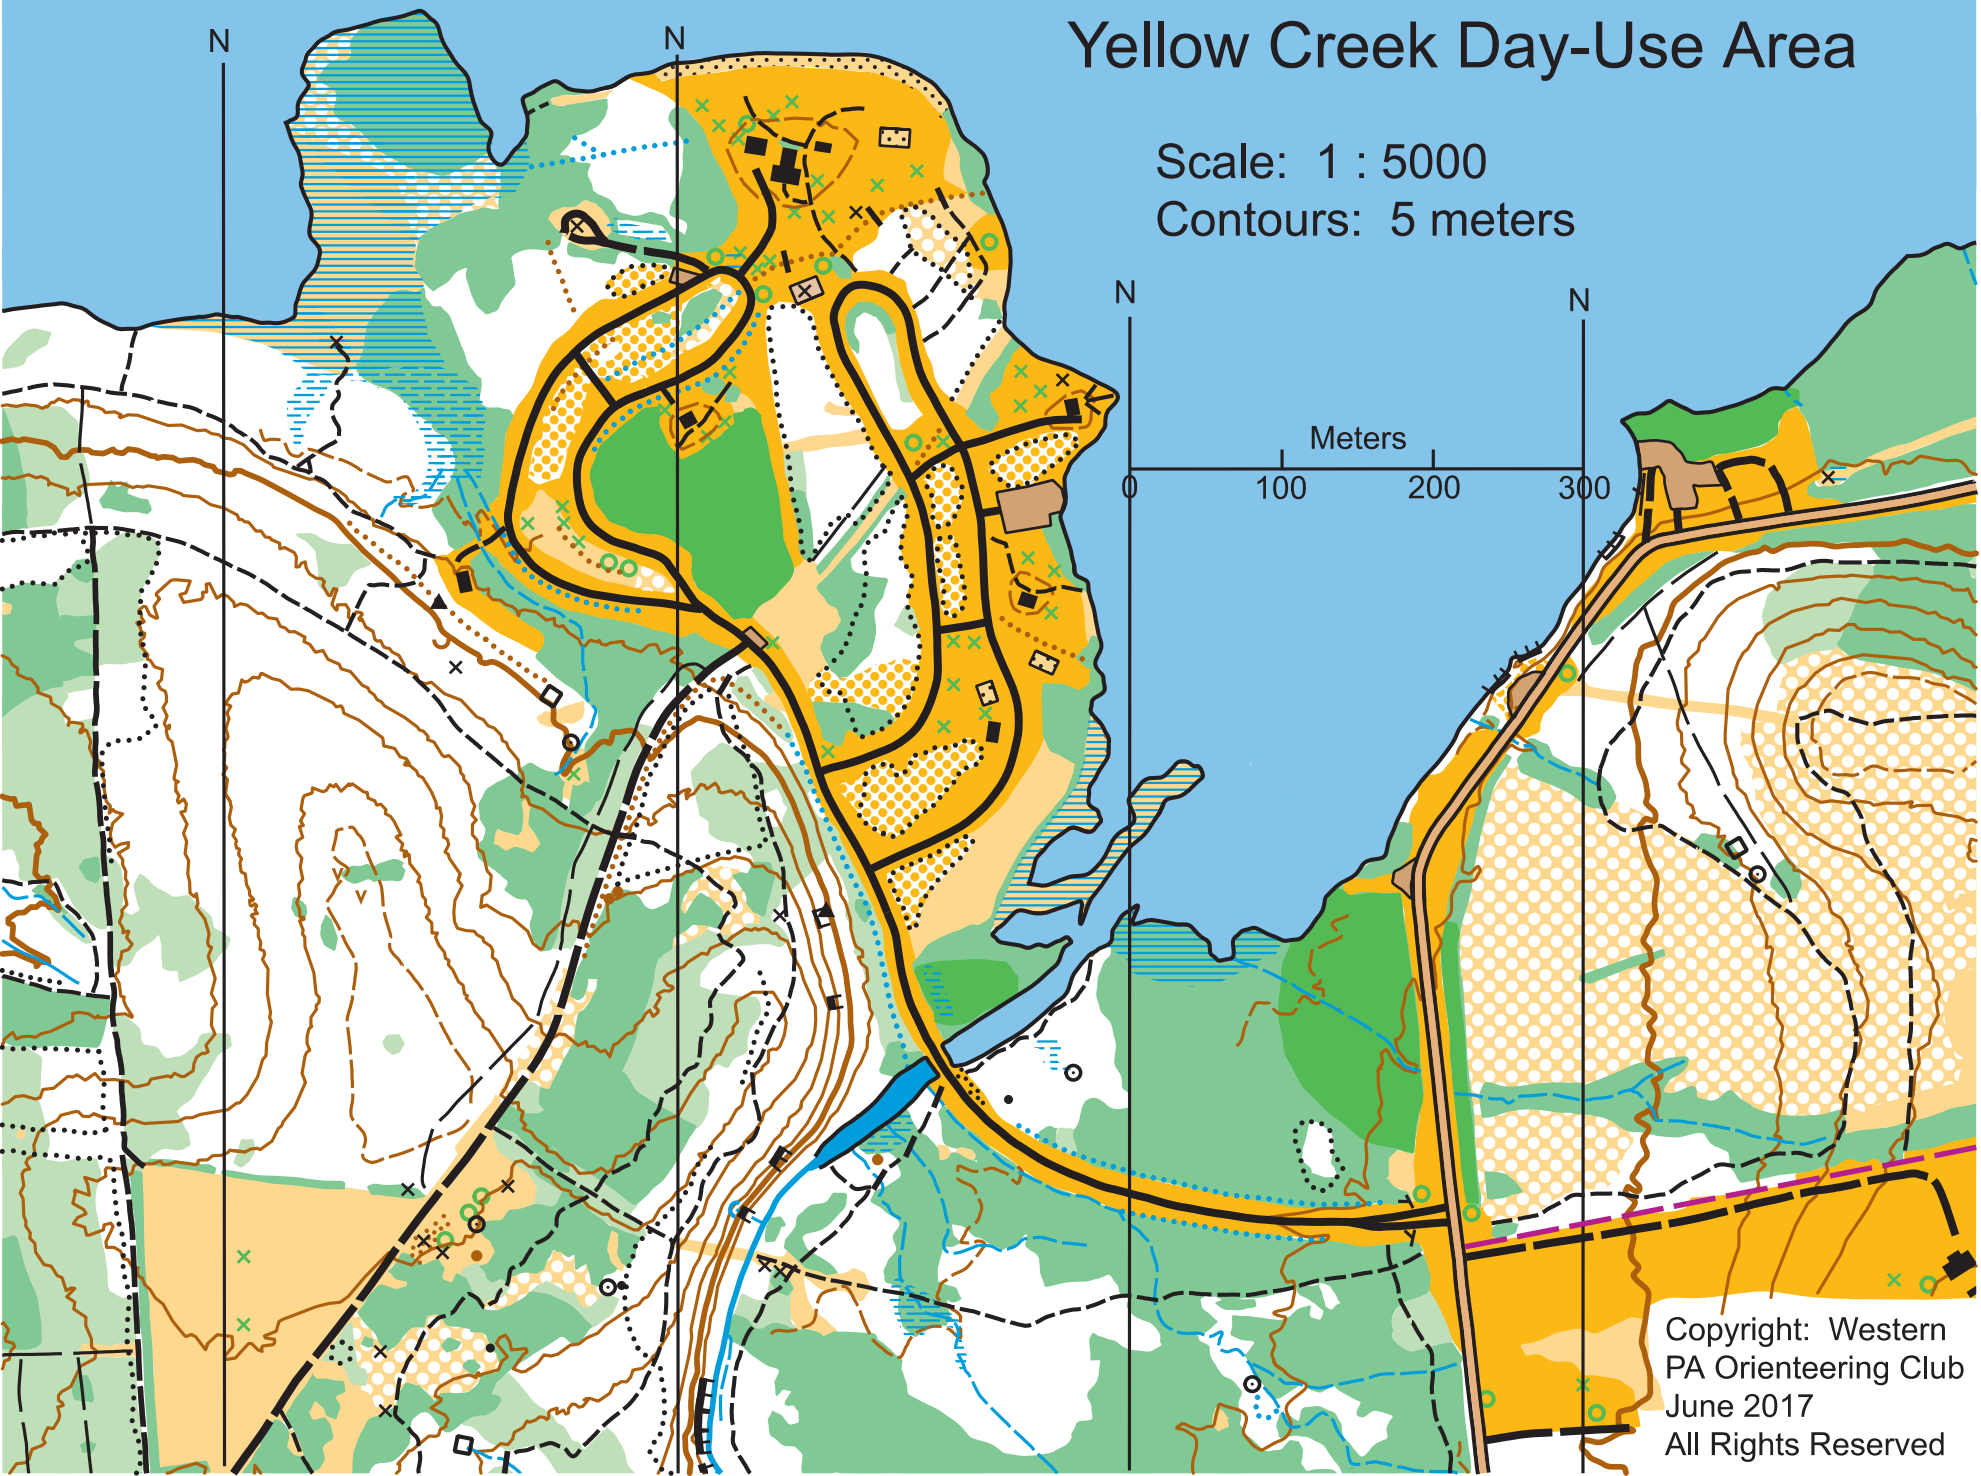 Yellow Creek Day-Use Area
N
N
Scale: 1 : 5000
Contours: 5 meters
N
N
Meters
0 100 200 300
Copyright: Western
PA Orienteering Club
June 2017
All Rights Reserved